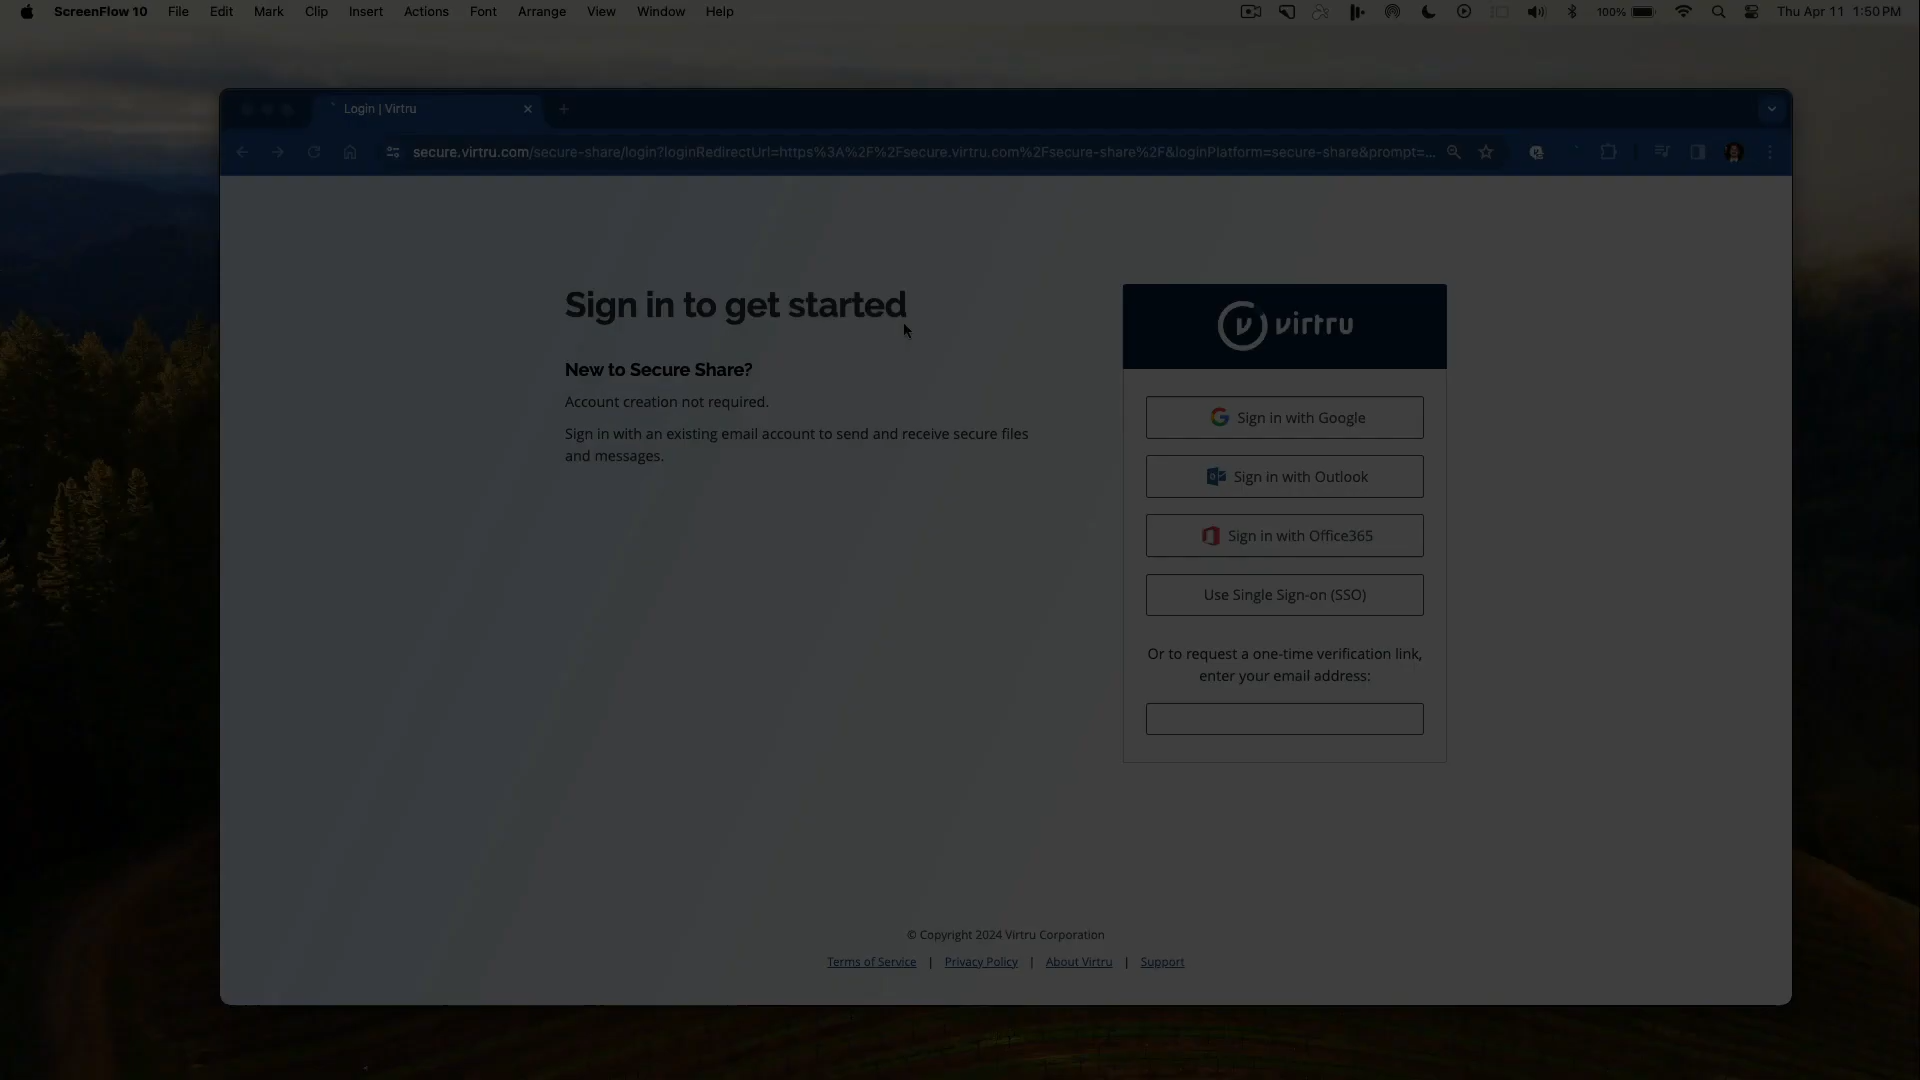 ScreenFlow 10 File Edit Mark Clip Insert Actions Font Arrange View Window Help 100% Thu Apr 11 1:50 PM
Login | Virtru
secure.virtru.com/secure-share/login?loginRedirectUrl=https%3A%2F%2Fsecure.virtru.com%2Fsecure-share%2F&loginPlatform=secure-share&prompt=...
Sign in to get started
New to Secure Share?
Account creation not required.
Sign in with an existing email account to send and receive secure files
and messages.
virtru
Sign in with Google
Sign in with Outlook
Sign in with Office365
Use Single Sign-on (SSO)
Or to request a one-time verification link,
enter your email address:
© Copyright 2024 Virtru Corporation
Terms of Service | Privacy Policy | About Virtru | Support